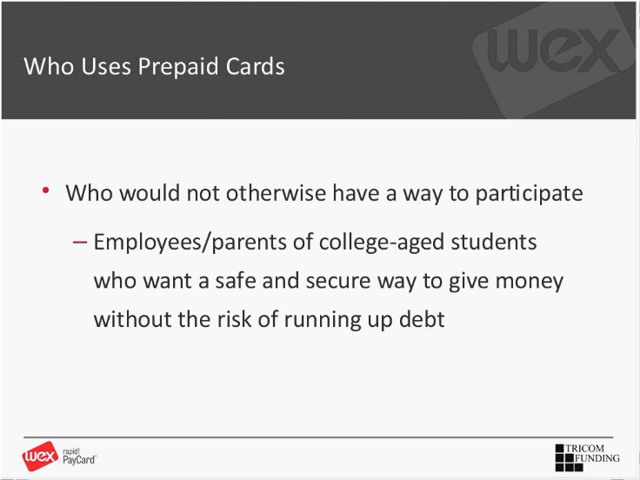 wex
Who Uses Prepaid Cards
• Who would not otherwise have a way to participate
– Employees/parents of college-aged students
who want a safe and secure way to give money
without the risk of running up debt
wex
rapid!
PayCard
TRICOM
FUNDING